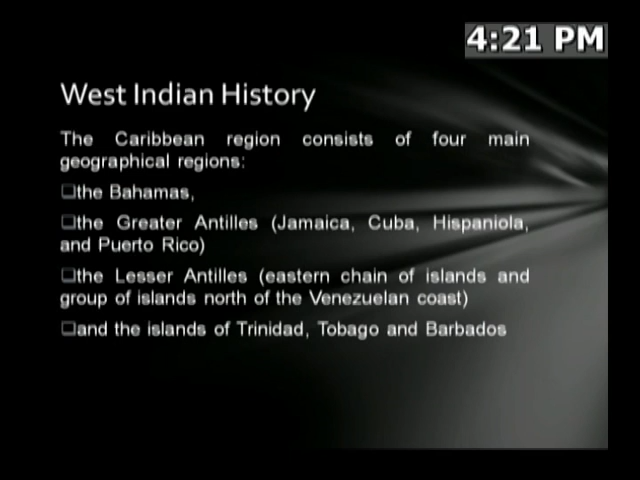 4:21 PM
West Indian History
The Caribbean region consists of four main
geographical regions:
❑the Bahamas,
❑the Greater Antilles (Jamaica, Cuba, Hispaniola,
and Puerto Rico)
❑the Lesser Antilles (eastern chain of islands and
group of islands north of the Venezuelan coast)
❑and the islands of Trinidad, Tobago and Barbados